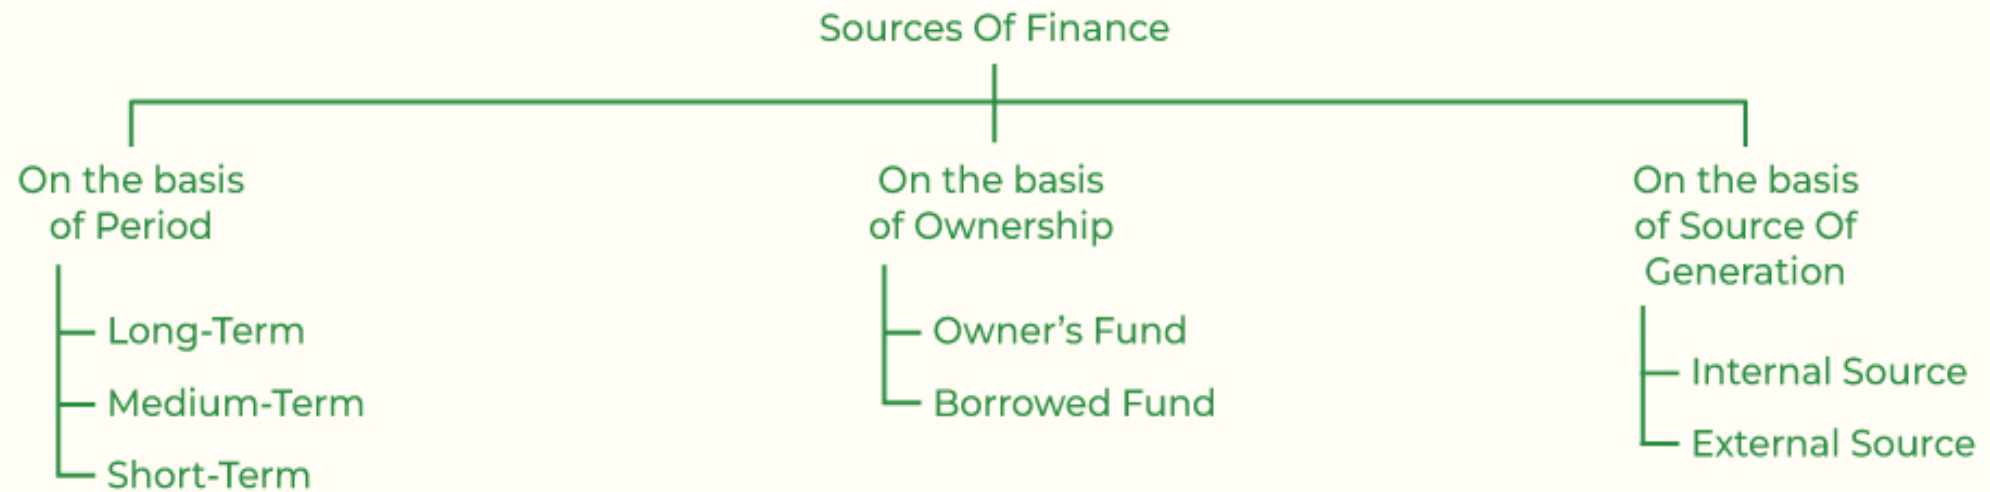 Sources Of Finance
On the basis
of Period
Long-Term
Medium-Term
Short-Term
On the basis
of Ownership
Owner’s Fund
Borrowed Fund
On the basis
of Source Of
Generation
Internal Source
External Source